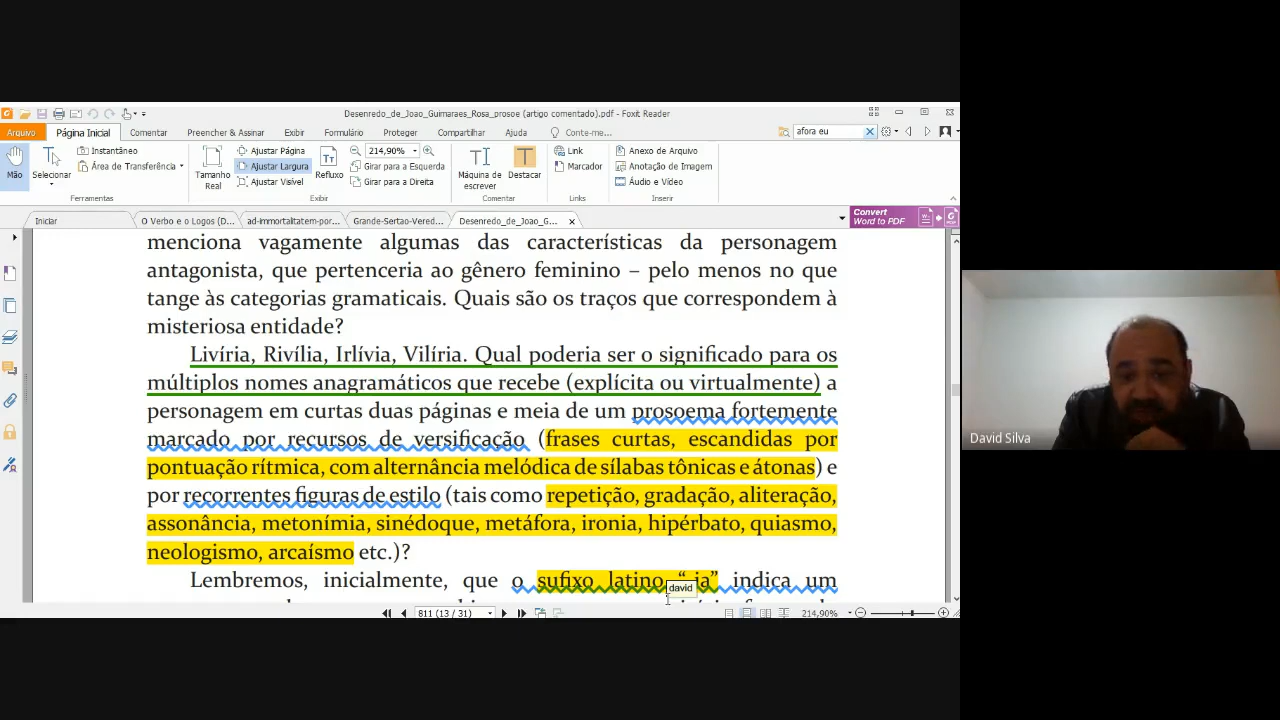 Desenredo_de_Joao_Guimaraes_Rosa_prosoe (artigo comentado).pdf - Foxit Reader
Arquivo Página Inicial Comentar Preencher & Assinar Exibir Formulário Proteger Compartilhar Ajuda Conte-me... afora eu
Mão
Selecionar
Instantâneo
Área de Transferência
Ferramentas
Tamanho Real
Ajustar Página
Ajustar Largura
Ajustar Visível
Refluxo
214,90%
Girar para a Esquerda
Girar para a Direita
Exibir
Máquina de escrever
Destacar
Comentar
Link
Marcador
Links
Anexo de Arquivo
Anotação de Imagem
Áudio e Vídeo
Inserir
Iniciar O Verbo e o Logos (D... ad-immortalitatem-por... Grande-Sertao-Vered... Desenredo_de_Joao_G...
Convert
Word to PDF
menciona vagamente algumas das características da personagem
antagonista, que pertenceria ao gênero feminino – pelo menos no que
tange às categorias gramaticais. Quais são os traços que correspondem à
misteriosa entidade?
Livíria, Rivília, Irlívia, Vilíria. Qual poderia ser o significado para os
múltiplos nomes anagramáticos que recebe (explícita ou virtualmente) a
personagem em curtas duas páginas e meia de um prosoema fortemente
marcado por recursos de versificação (frases curtas, escandidas por
pontuação rítmica, com alternância melódica de sílabas tônicas e átonas) e
por recorrentes figuras de estilo (tais como repetição, gradação, aliteração,
assonância, metonímia, sinédoque, metáfora, ironia, hipérbato, quiasmo,
neologismo, arcaísmo etc.)?
Lembremos, inicialmente, que o sufixo latino "-ia" indica um
david
811 (13 / 31)
214,90%
David Silva